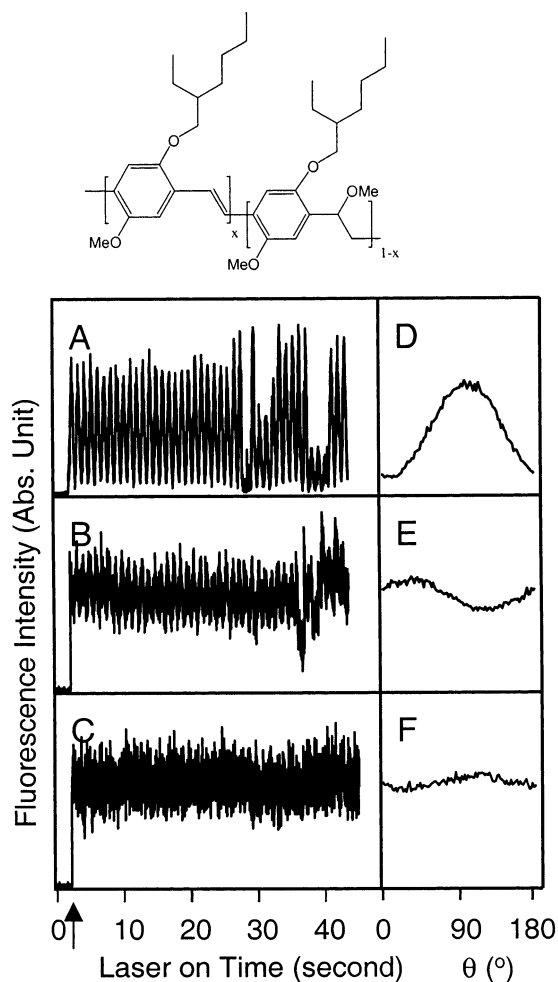 O
O
OMe
MeO
x
MeO
1-x
A
D
B
E
C
F
Fluorescence Intensity (Abs. Unit)
0 10 20 30 40 0 90 180
Laser on Time (second) θ (°)